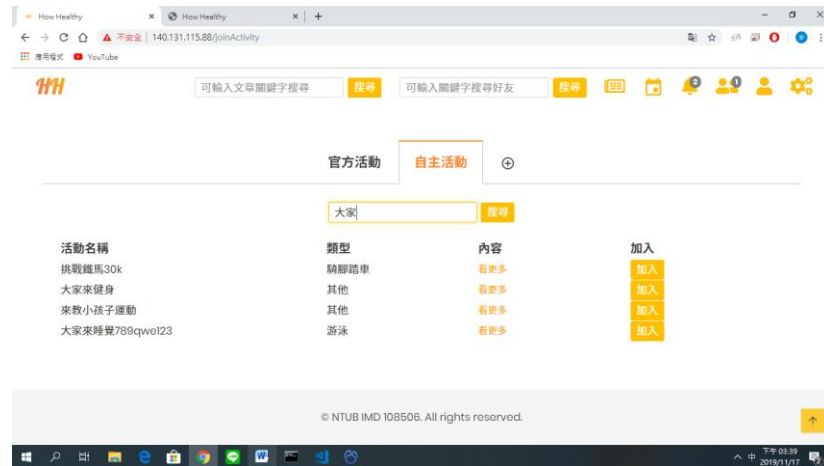 How Healthy
How Healthy
不安全 | 140.131.115.88/joinActivity
應用程式 YouTube
HH 可輸入文章關鍵字搜尋 搜尋 可輸入關鍵字搜尋好友 搜尋 2 1
官方活動 自主活動
大家 搜尋
活動名稱 類型 內容 加入
挑戰鐵馬30k 騎腳踏車 看更多 加入
大家來健身 其他 看更多 加入
來教小孩子運動 其他 看更多 加入
大家來睡覺789qwe123 游泳 看更多 加入
© NTUB IMD 108506. All rights reserved.
中 下午 03:39
2019/11/17